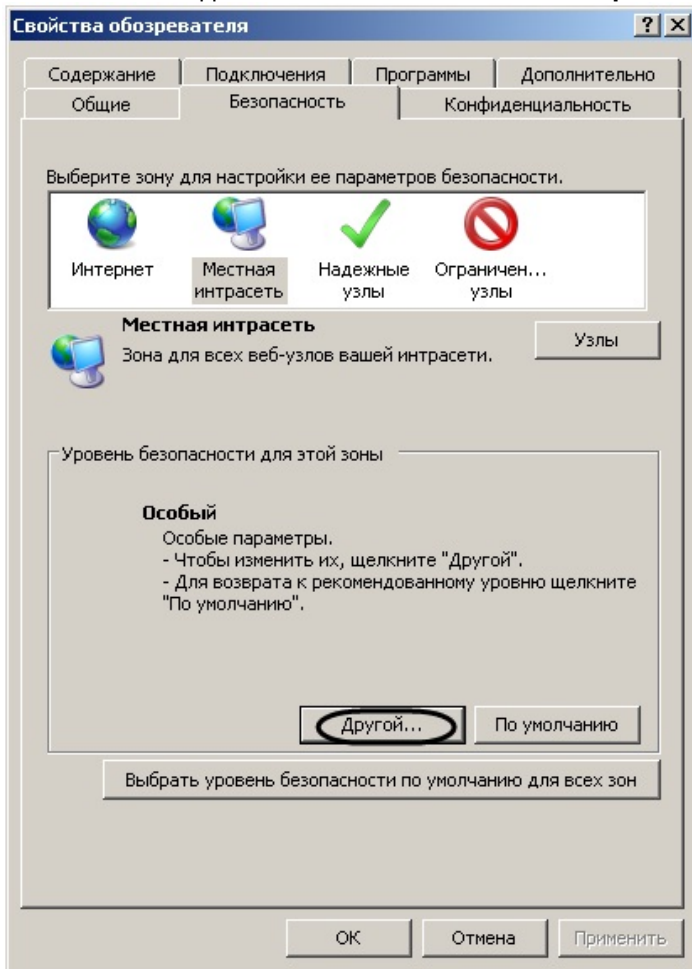 Свойства обозревателя
Содержание Подключения Программы Дополнительно
Общие Безопасность Конфиденциальность
Выберите зону для настройки ее параметров безопасности.
Интернет Местная интрасеть Надежные узлы Ограничен... узлы
Местная интрасеть
Зона для всех веб-узлов вашей интрасети.
Узлы
Уровень безопасности для этой зоны
Особый
Особые параметры.
- Чтобы изменить их, щелкните "Другой".
- Для возврата к рекомендованному уровню щелкните
"По умолчанию".
Другой... По умолчанию
Выбрать уровень безопасности по умолчанию для всех зон
ОК Отмена Применить